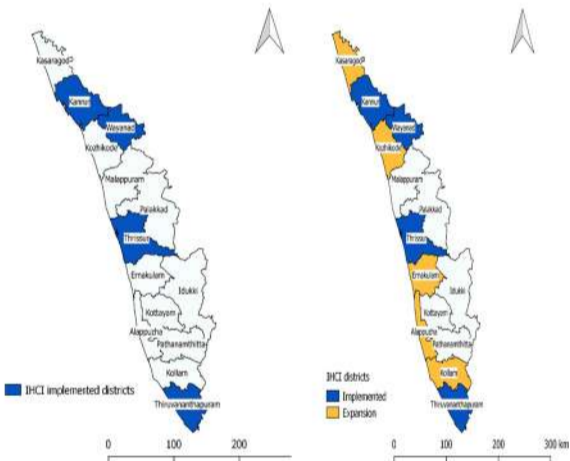 Kasaragod
Kannur
Wayanad
Kozhikode
Malappuram
Palakkad
Thrissur
Ernakulam
Idukki
Kottayam
Alappuzha
Pathanamthitta
Kollam
IHCI implemented districts
Thiruvananthapuram
0 100 200
Kasaragod
Kannur
Wayanad
Kozhikode
Malappuram
Palakkad
Thrissur
Ernakulam
Idukki
Kottayam
Alappuzha
Pathanamthitta
Kollam
IHCI districts
Implemented
Expansion
Thiruvananthapuram
0 100 200 300 km